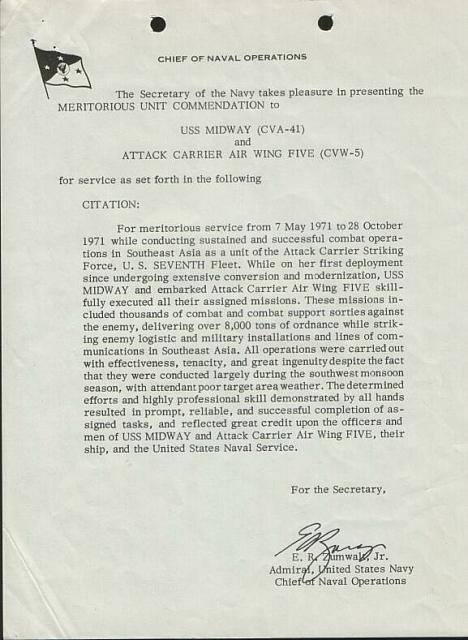 CHIEF OF NAVAL OPERATIONS
The Secretary of the Navy takes pleasure in presenting the
MERITORIOUS UNIT COMMENDATION to
USS MIDWAY (CVA-41)
and
ATTACK CARRIER AIR WING FIVE (CVW-5)
for service as set forth in the following
CITATION:
For meritorious service from 7 May 1971 to 28 October
1971 while conducting sustained and successful combat opera-
tions in Southeast Asia as a unit of the Attack Carrier Striking
Force, U. S. SEVENTH Fleet. While on her first deployment
since undergoing extensive conversion and modernization, USS
MIDWAY and embarked Attack Carrier Air Wing FIVE skill-
fully executed all their assigned missions. These missions in-
cluded thousands of combat and combat support sorties against
the enemy, delivering over 8,000 tons of ordnance while strik-
ing enemy logistic and military installations and lines of com-
munications in Southeast Asia. All operations were carried out
with effectiveness, tenacity, and great ingenuity despite the fact
that they were conducted largely during the southwest monsoon
season, with attendant poor target area weather. The determined
efforts and highly professional skill demonstrated by all hands
resulted in prompt, reliable, and successful completion of as-
signed tasks, and reflected great credit upon the officers and
men of USS MIDWAY and Attack Carrier Air Wing FIVE, their
ship, and the United States Naval Service.
For the Secretary,
E. R. Zumwalt, Jr.
Admiral, United States Navy
Chief of Naval Operations